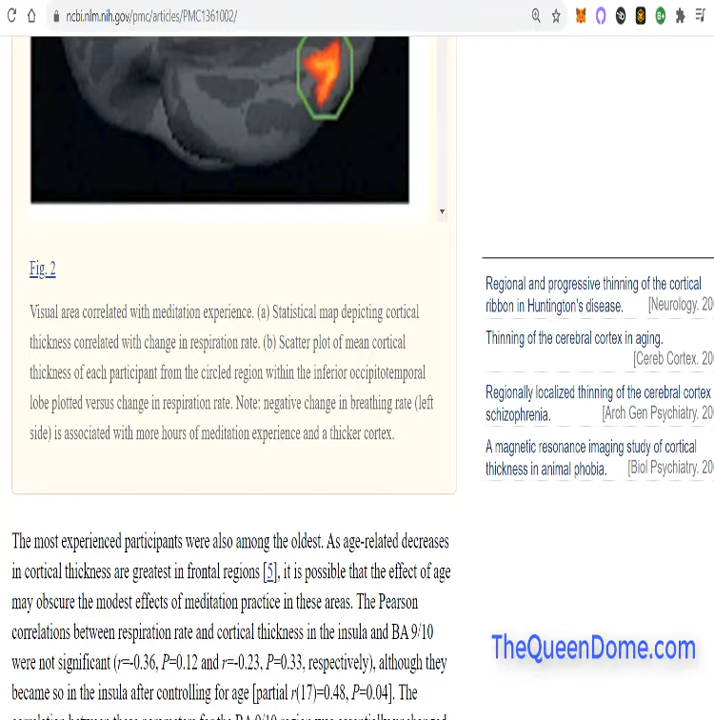 ncbi.nlm.nih.gov/pmc/articles/PMC1361002/
Fig. 2
Visual area correlated with meditation experience. (a) Statistical map depicting cortical
thickness correlated with change in respiration rate. (b) Scatter plot of mean cortical
thickness of each participant from the circled region within the inferior occipitotemporal
lobe plotted versus change in respiration rate. Note: negative change in breathing rate (left
side) is associated with more hours of meditation experience and a thicker cortex.
The most experienced participants were also among the oldest. As age-related decreases
in cortical thickness are greatest in frontal regions [5], it is possible that the effect of age
may obscure the modest effects of meditation practice in these areas. The Pearson
correlations between respiration rate and cortical thickness in the insula and BA 9/10
were not significant (r=-0.36, P=0.12 and r=-0.23, P=0.33, respectively), although they
became so in the insula after controlling for age [partial r(17)=0.48, P=0.04]. The
Regional and progressive thinning of the cortical
ribbon in Huntington's disease. [Neurology. 20
Thinning of the cerebral cortex in aging.
[Cereb Cortex. 20
Regionally localized thinning of the cerebral cortex
schizophrenia. [Arch Gen Psychiatry. 20
A magnetic resonance imaging study of cortical
thickness in animal phobia. [Biol Psychiatry. 20
TheQueenDome.com